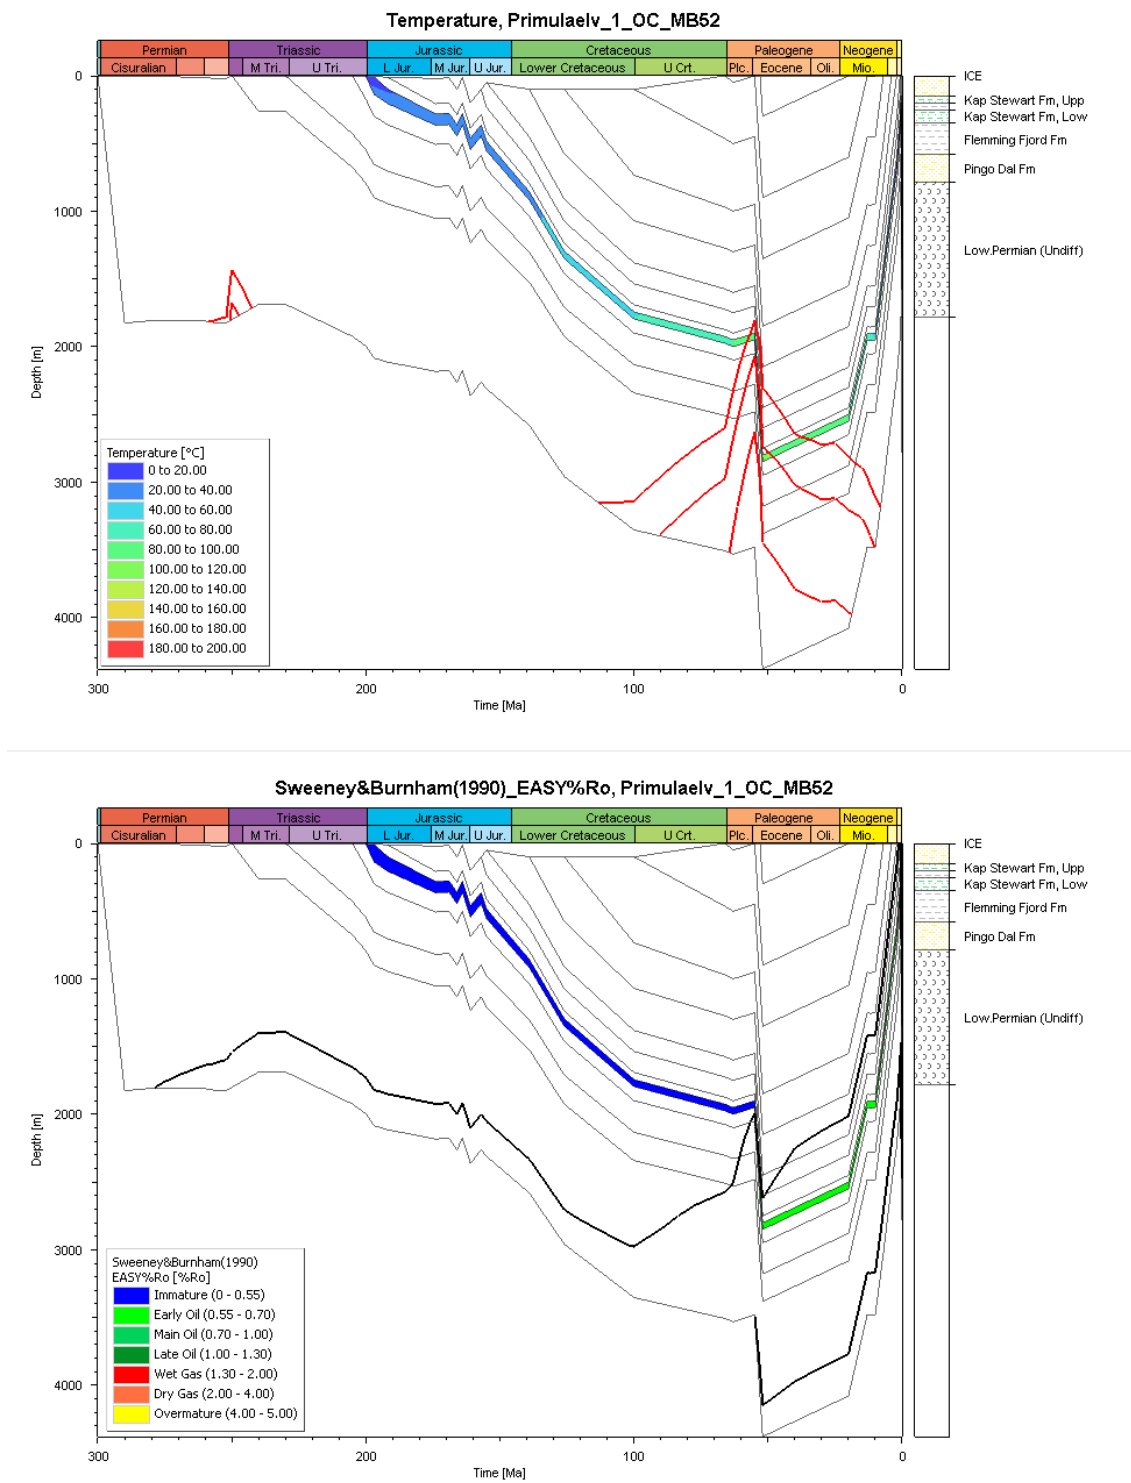 Temperature, Primulaelv_1_OC_MB52
Permian Triassic Jurassic Cretaceous Paleogene Neogene
Cisuralian M Tri. U Tri. L Jur. M Jur. U Jur. Lower Cretaceous U Crt. Plc. Eocene Oli. Mio.
0
1000
2000
3000
4000
Depth [m]
ICE
Kap Stewart Fm, Upp
Kap Stewart Fm, Low
Flemming Fjord Fm
Pingo Dal Fm
Low.Permian (Undiff)
Temperature [°C]
0 to 20.00
20.00 to 40.00
40.00 to 60.00
60.00 to 80.00
80.00 to 100.00
100.00 to 120.00
120.00 to 140.00
140.00 to 160.00
160.00 to 180.00
180.00 to 200.00
300 200 100 0
Time [Ma]
Sweeney&Burnham(1990)_EASY%Ro, Primulaelv_1_OC_MB52
Permian Triassic Jurassic Cretaceous Paleogene Neogene
Cisuralian M Tri. U Tri. L Jur. M Jur. U Jur. Lower Cretaceous U Crt. Plc. Eocene Oli. Mio.
0
1000
2000
3000
4000
Depth [m]
ICE
Kap Stewart Fm, Upp
Kap Stewart Fm, Low
Flemming Fjord Fm
Pingo Dal Fm
Low.Permian (Undiff)
Sweeney&Burnham(1990)
EASY%Ro [%Ro]
Immature (0 - 0.55)
Early Oil (0.55 - 0.70)
Main Oil (0.70 - 1.00)
Late Oil (1.00 - 1.30)
Wet Gas (1.30 - 2.00)
Dry Gas (2.00 - 4.00)
Overmature (4.00 - 5.00)
300 200 100 0
Time [Ma]